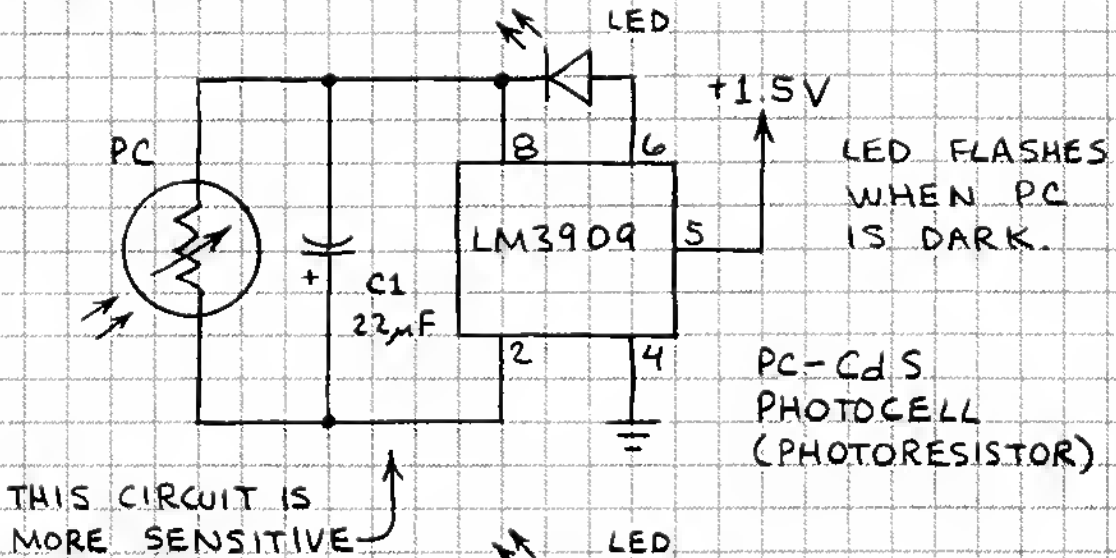 LED
+1.5V
PC
8
6
LED FLASHES
WHEN PC
IS DARK.
LM3909
5
+
C1
22µF
2
4
PC-CdS
PHOTOCELL
(PHOTORESISTOR)
THIS CIRCUIT IS
MORE SENSITIVE
LED